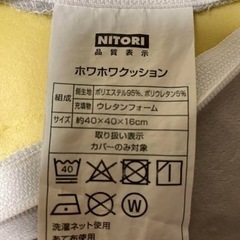 NITORI
品質表示
ホワホワクッション
組成
側生地
ポリエステル95%、ポリウレタン5%
充填物
ウレタンフォーム
サイズ
約40×40×16cm
取り扱い表示
カバーのみ対象
40
洗濯ネット使用
あて布使用